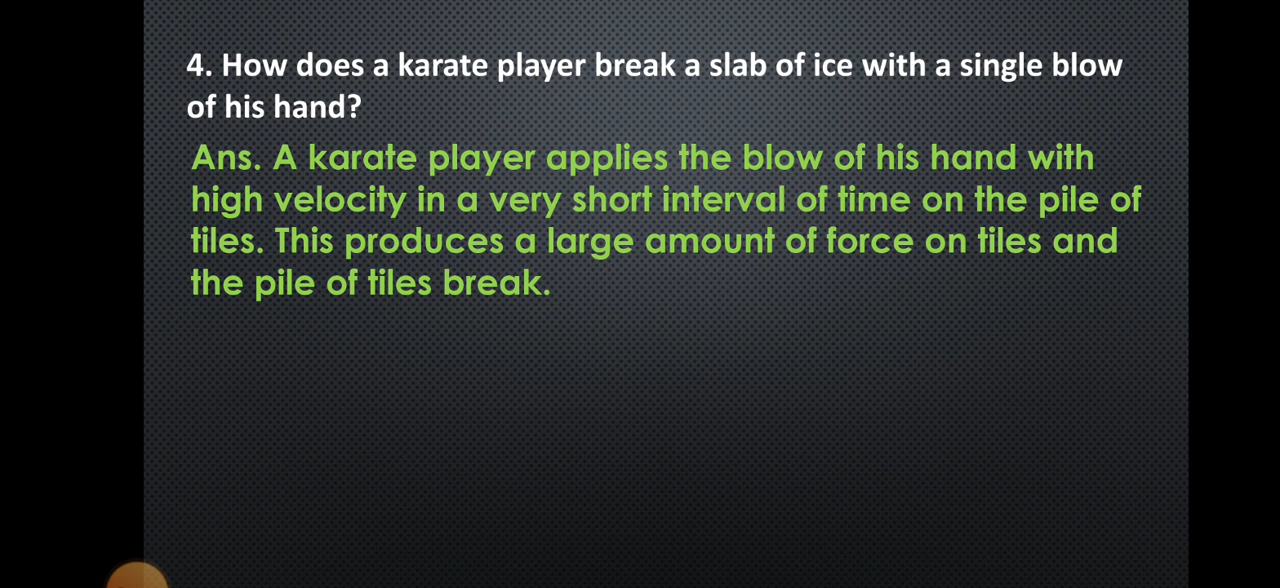 4. How does a karate player break a slab of ice with a single blow
of his hand?
Ans. A karate player applies the blow of his hand with
high velocity in a very short interval of time on the pile of
tiles. This produces a large amount of force on tiles and
the pile of tiles break.